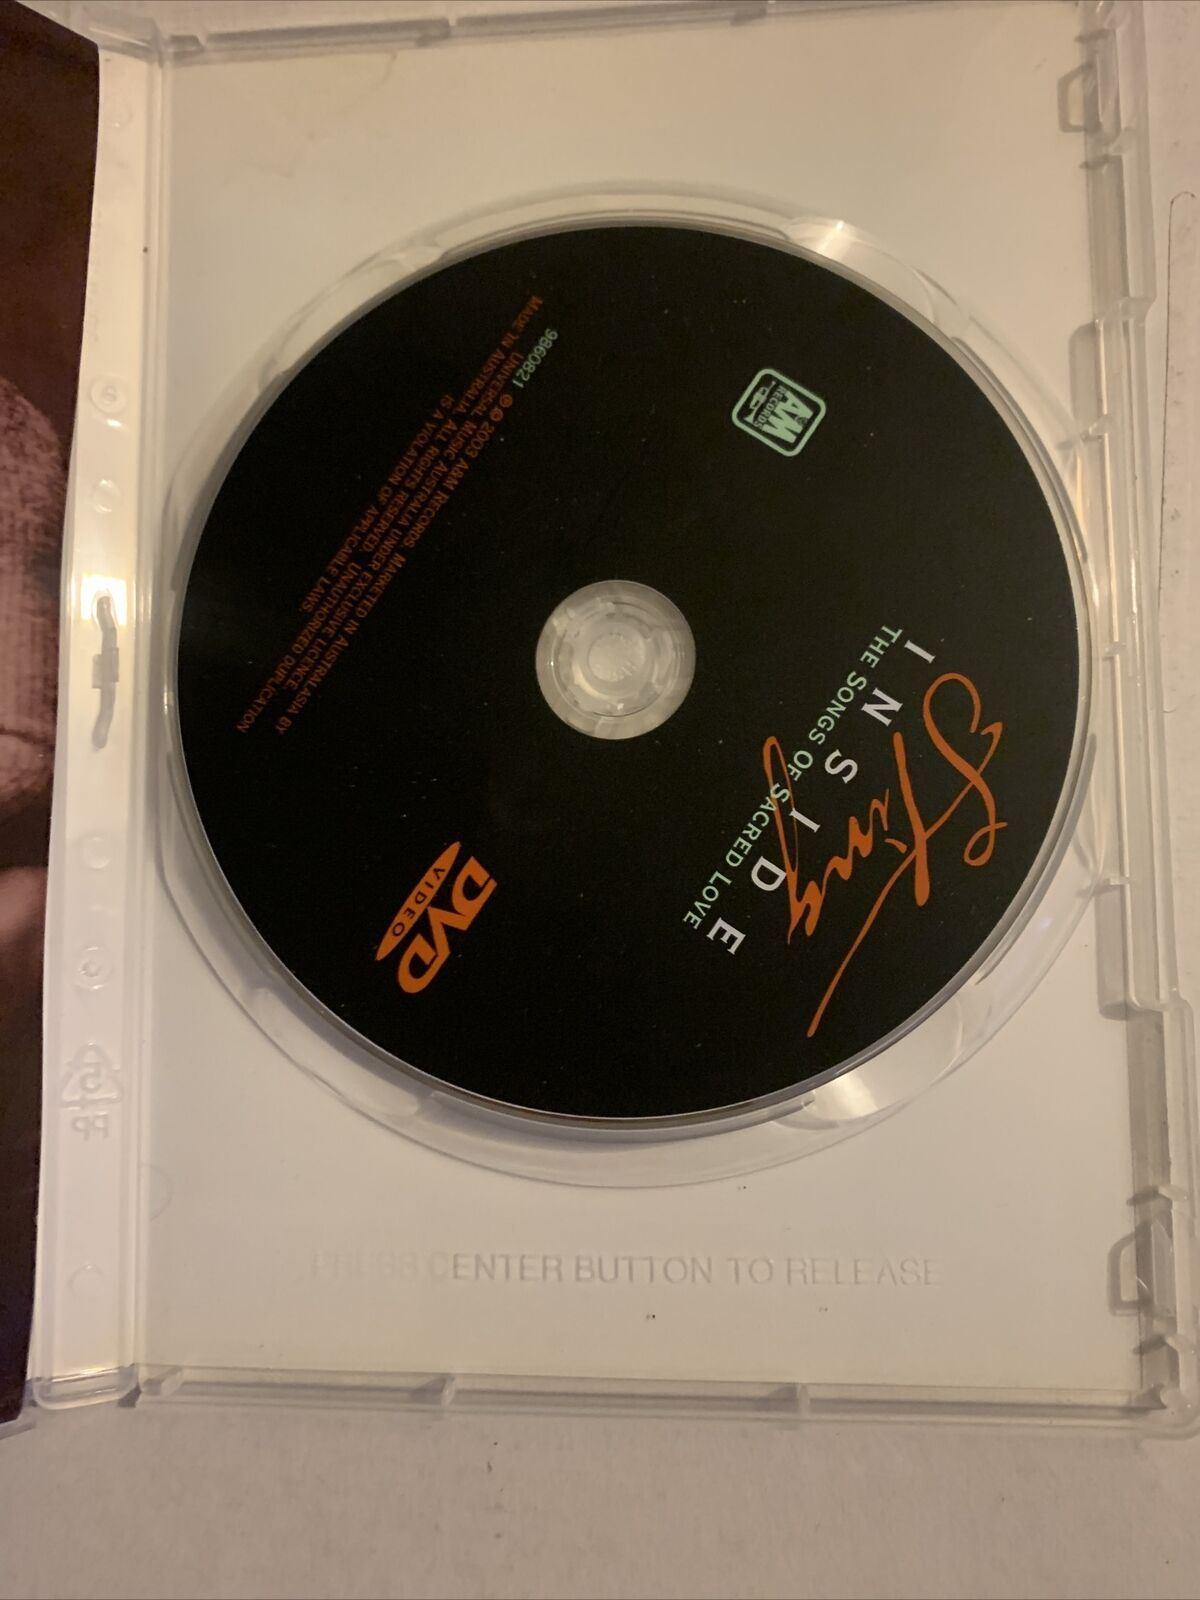 Sting
INSIDE
THE SONGS OF SACRED LOVE
A&M
RECORDS
DVD
VIDEO
9860821
℗ © 2003 A&M RECORDS. MARKETED IN AUSTRALASIA BY
UNIVERSAL MUSIC AUSTRALIA UNDER EXCLUSIVE LICENCE.
MADE IN AUSTRALIA. ALL RIGHTS RESERVED. UNAUTHORIZED DUPLICATION
IS A VIOLATION OF APPLICABLE LAWS.
PRESS CENTER BUTTON TO RELEASE
5
PP